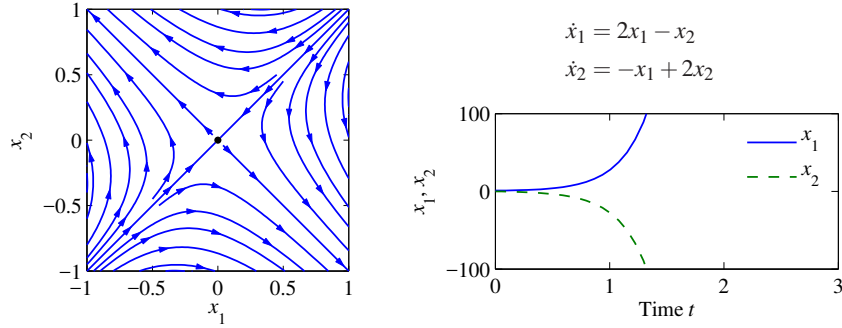 1
0.5
0
−0.5
−1
x₂
−1 −0.5 0 0.5 1
x₁
ẋ₁ = 2x₁ − x₂
ẋ₂ = −x₁ + 2x₂
100
0
−100
x₁, x₂
x₁
x₂
0 1 2 3
Time t